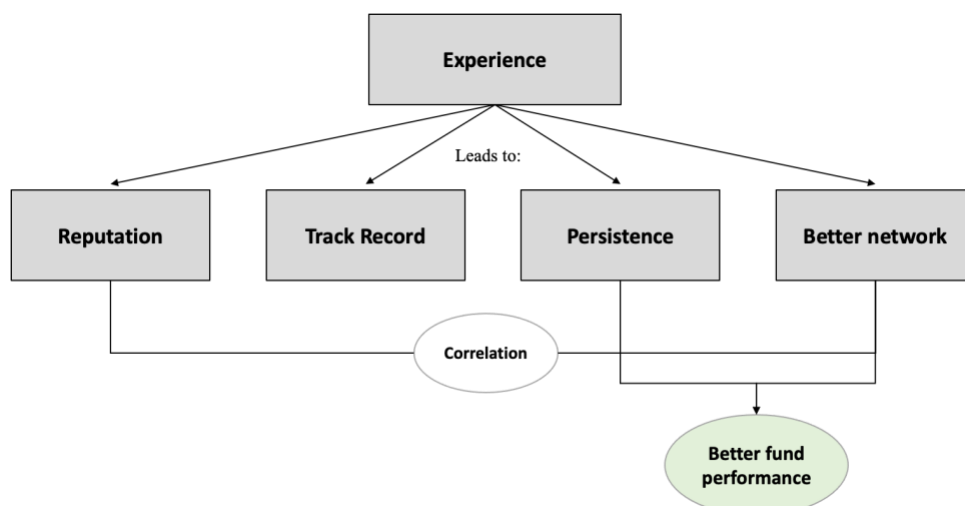 Experience
Leads to:
Reputation
Track Record
Persistence
Better network
Correlation
Better fund
performance